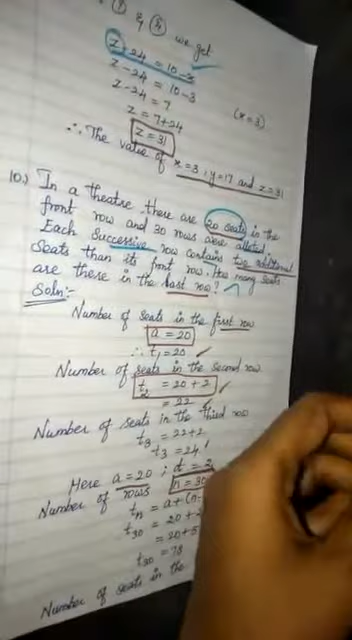 ① & ④ we get
z - 24 = 10 - x
z - 24 = 10 - 3
z - 24 = 7 (x = 3)
z = 7 + 24
z = 31
∴ The value of x = 3, y = 17 and z = 31
10.) In a theatre there are 20 seats in the
front row and 30 rows were allotted.
Each successive row contains two additional
seats than its front row. How many seats
are there in the last row?
Soln:-
Number of seats in the first row
a = 20
∴ t₁ = 20
Number of seats in the second row
t₂ = 20 + 2
= 22
Number of seats in the third row
t₃ = 22 + 2
t₃ = 24
Here a = 20 ; d = 2
Number of rows n = 30
tn = a + (n-
t₃₀ = 20 +
= 20 + 5
t₃₀ = 78
Number of seats in the